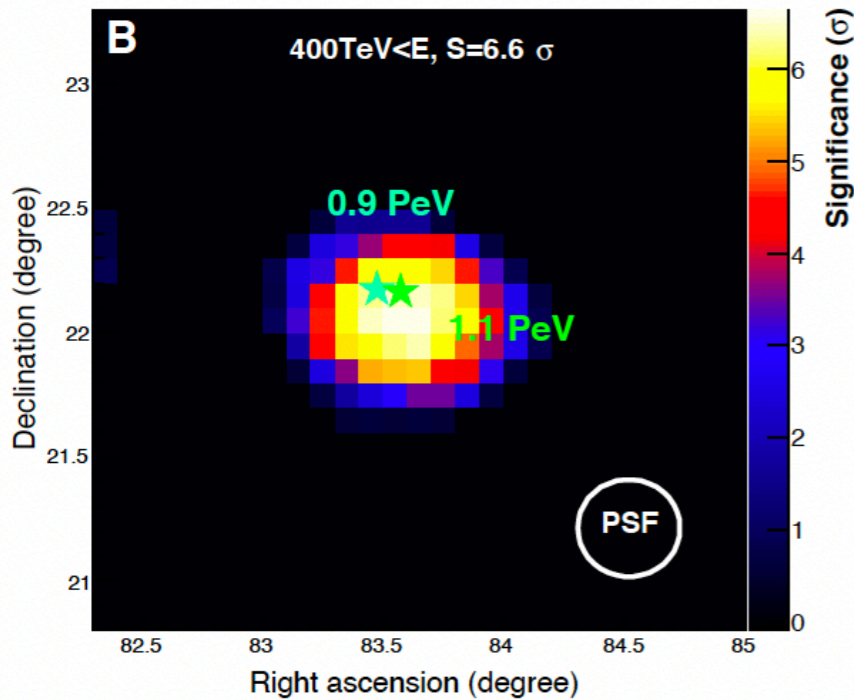 B
400TeV<E, S=6.6 σ
0.9 PeV
1.1 PeV
PSF
Declination (degree)
23
22.5
22
21.5
21
82.5 83 83.5 84 84.5 85
Right ascension (degree)
6
5
4
3
2
1
0
Significance (σ)